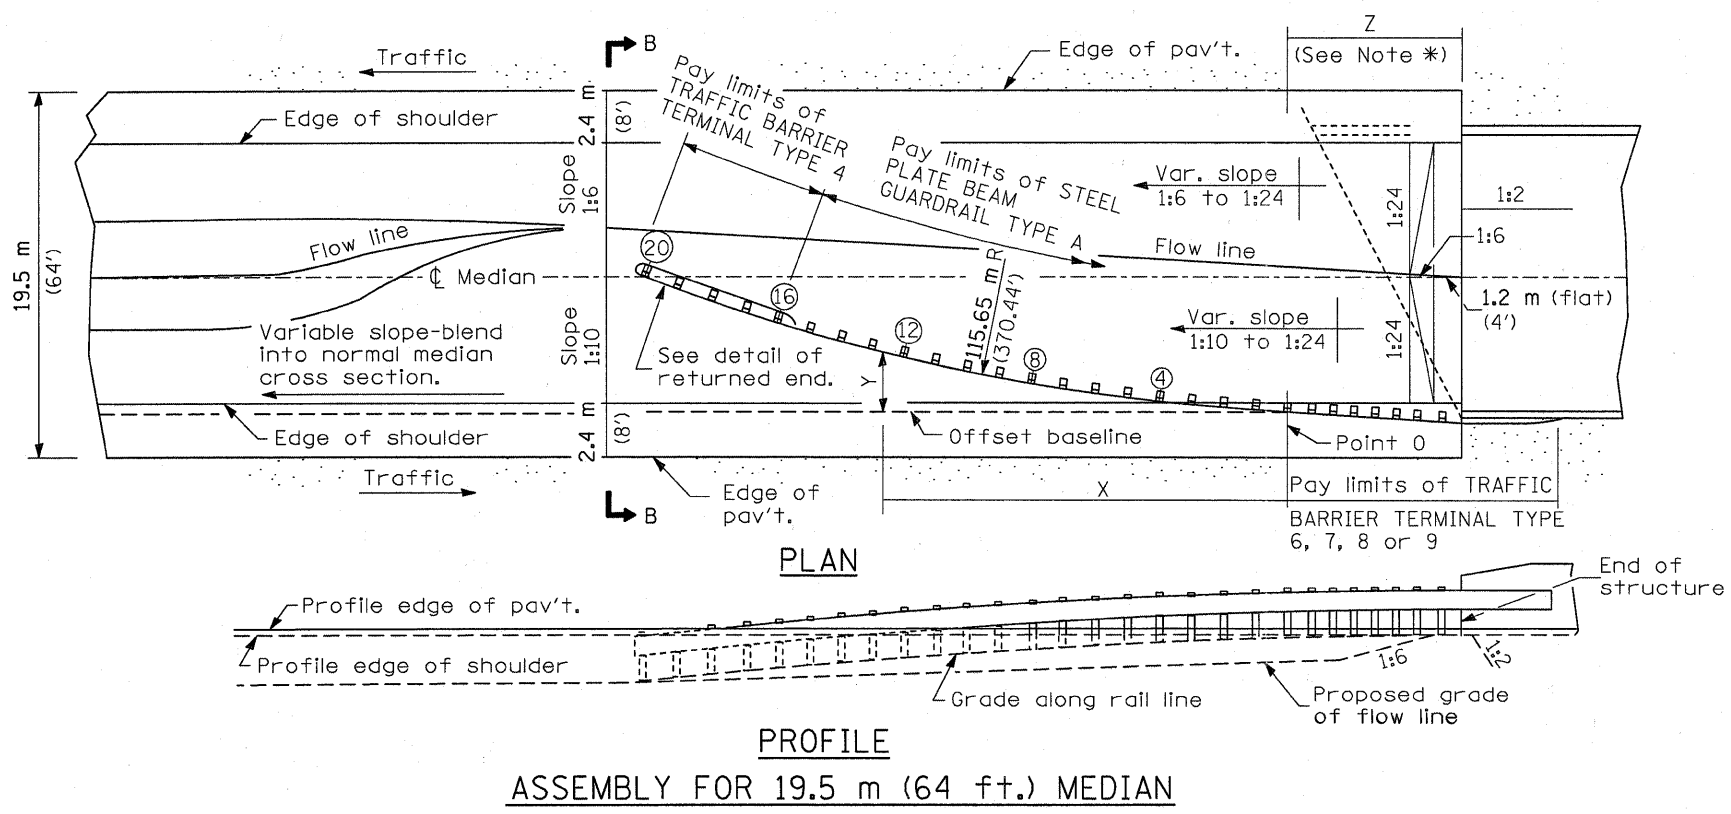 Z
(See Note *)
B
Edge of pav't.
Traffic
Pay limits of
TRAFFIC BARRIER
TERMINAL TYPE 4
2.4 m
(8')
Edge of shoulder
Pay limits of STEEL
PLATE BEAM
GUARDRAIL TYPE A
Var. slope
1:6 to 1:24
Slope
1:6
1:24
1:2
1:6
Flow line
20
Flow line
19.5 m
(64')
℄ Median
16
115.65 m R
(370.44')
1.2 m (flat)
(4')
Variable slope-blend
into normal median
cross section.
Slope
1:10
12
See detail of
returned end.
Y
8
4
Var. slope
1:10 to 1:24
1:24
Edge of shoulder
2.4 m
(8')
Offset baseline
Point 0
Traffic
Edge of
pav't.
B
X
Pay limits of TRAFFIC
BARRIER TERMINAL TYPE
6, 7, 8 or 9
PLAN
End of
structure
Profile edge of pav't.
Profile edge of shoulder
1:6
1:2
Grade along rail line
Proposed grade
of flow line
PROFILE
ASSEMBLY FOR 19.5 m (64 ft.) MEDIAN